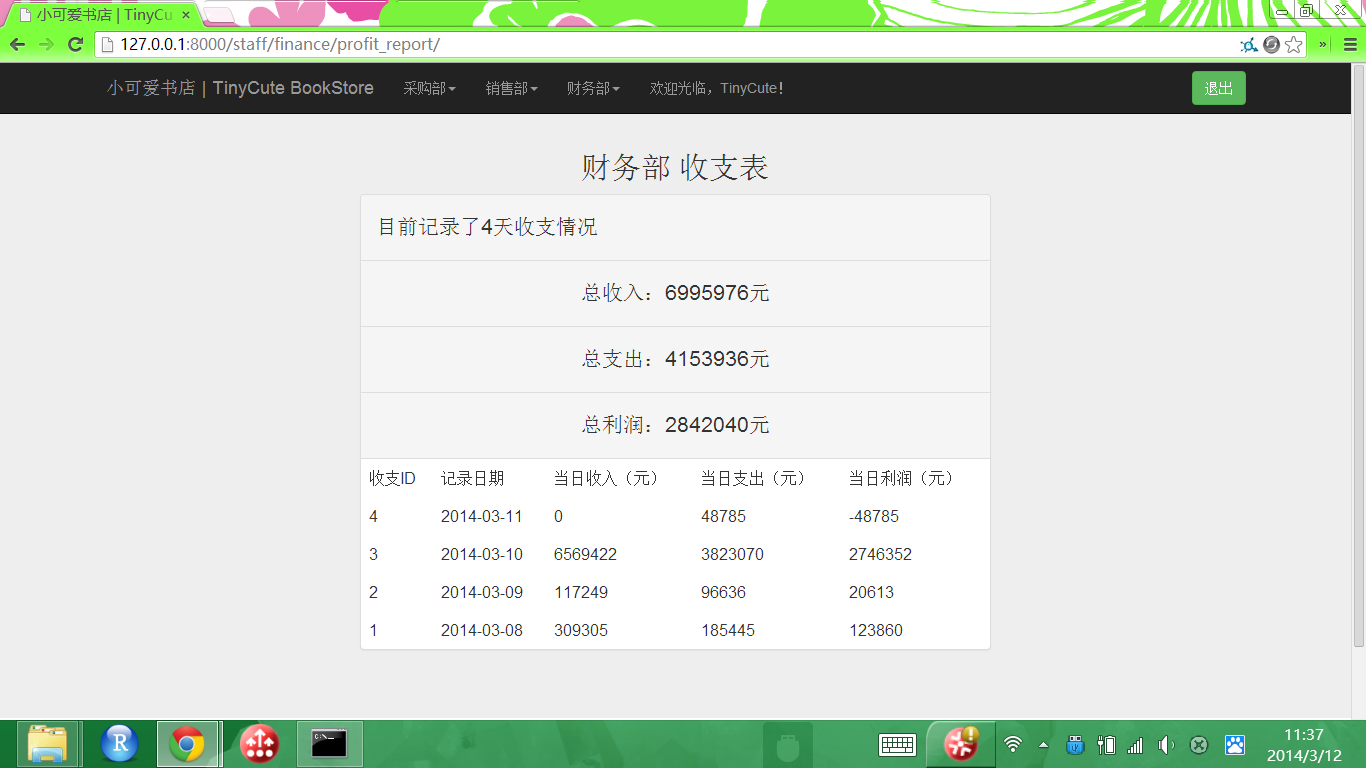 小可爱书店 | TinyCu
127.0.0.1:8000/staff/finance/profit_report/
小可爱书店 | TinyCute BookStore 采购部 销售部 财务部 欢迎光临，TinyCute! 退出
财务部 收支表
目前记录了4天收支情况
总收入：6995976元
总支出：4153936元
总利润：2842040元
收支ID 记录日期 当日收入（元） 当日支出（元） 当日利润（元）
4 2014-03-11 0 48785 -48785
3 2014-03-10 6569422 3823070 2746352
2 2014-03-09 117249 96636 20613
1 2014-03-08 309305 185445 123860
11:37
2014/3/12